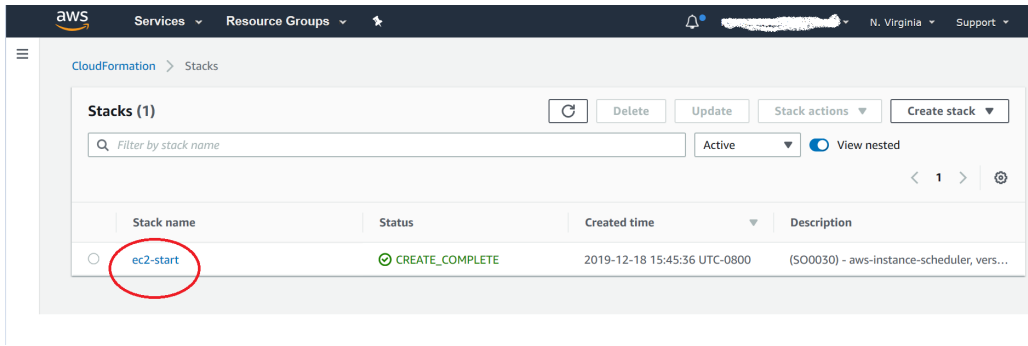 aws Services Resource Groups N. Virginia Support
CloudFormation > Stacks
Stacks (1) Delete Update Stack actions Create stack
Filter by stack name Active View nested
< 1 >
Stack name Status Created time Description
ec2-start CREATE_COMPLETE 2019-12-18 15:45:36 UTC-0800 (SO0030) - aws-instance-scheduler, vers...